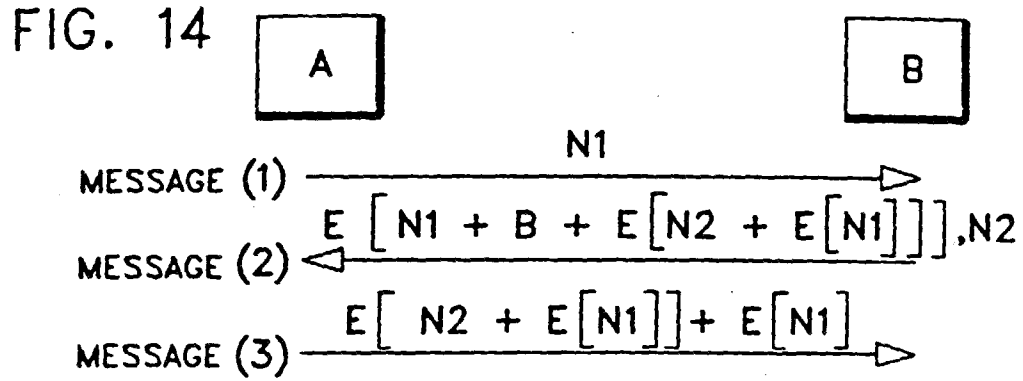 FIG. 14
A
B
N1
MESSAGE (1)
E [N1 + B + E[N2 + E[N1]]],N2
MESSAGE (2)
E[ N2 + E[N1]]+ E[N1]
MESSAGE (3)